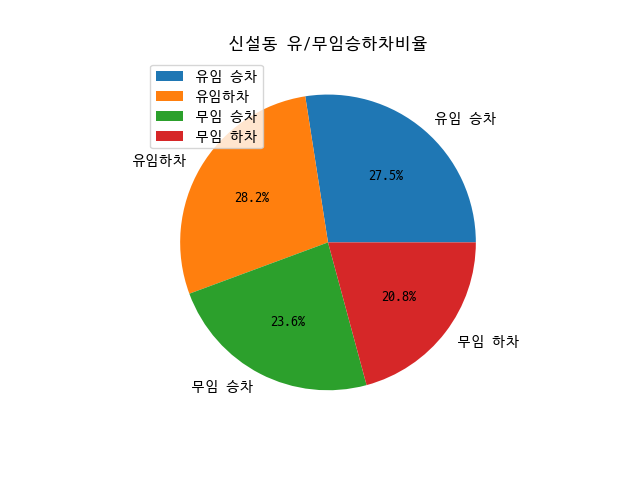 신설동 유/무임승하차비율
유임 승차
유임하차
무임 승차
무임 하차
유임 승차
유임하차
27.5%
28.2%
20.8%
23.6%
무임 하차
무임 승차